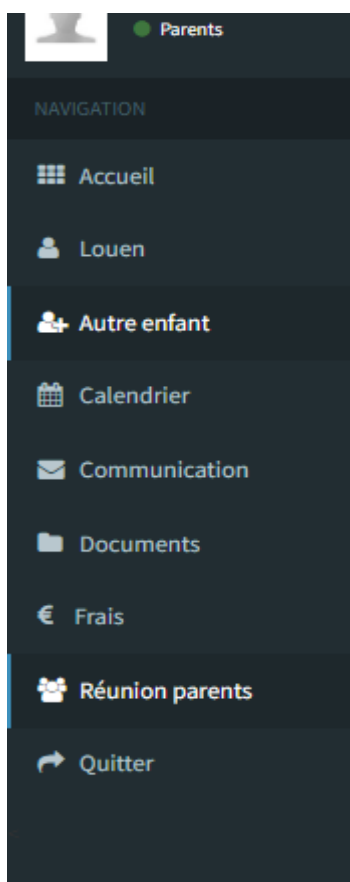 Parents
NAVIGATION
Accueil
Louen
Autre enfant
Calendrier
Communication
Documents
€ Frais
Réunion parents
Quitter